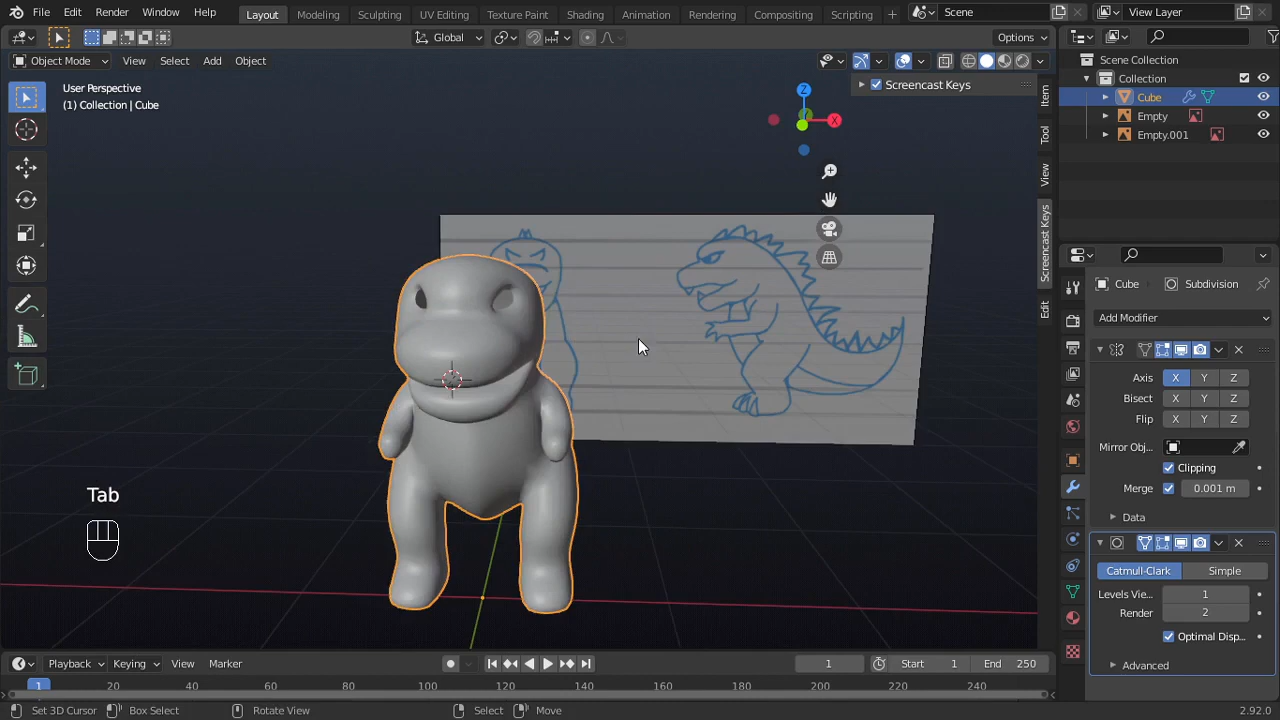 File Edit Render Window Help Layout Modeling Sculpting UV Editing Texture Paint Shading Animation Rendering Compositing Scripting + Scene View Layer
Global Options
Object Mode View Select Add Object
User Perspective
(1) Collection | Cube
Screencast Keys
Z
X
Item
Tool
View
Screencast Keys
Edit
Tab
Scene Collection
Collection
Cube
Empty
Empty.001
Cube Subdivision
Add Modifier
Axis X Y Z
Bisect X Y Z
Flip X Y Z
Mirror Obj...
Clipping
Merge 0.001 m
Data
Catmull-Clark Simple
Levels Vie... 1
Render 2
Optimal Disp...
Advanced
Playback Keying View Marker 1 Start 1 End 250
1 20 40 60 80 100 120 140 160 180 200 220 240
Set 3D Cursor Box Select Rotate View Select Move 2.92.0